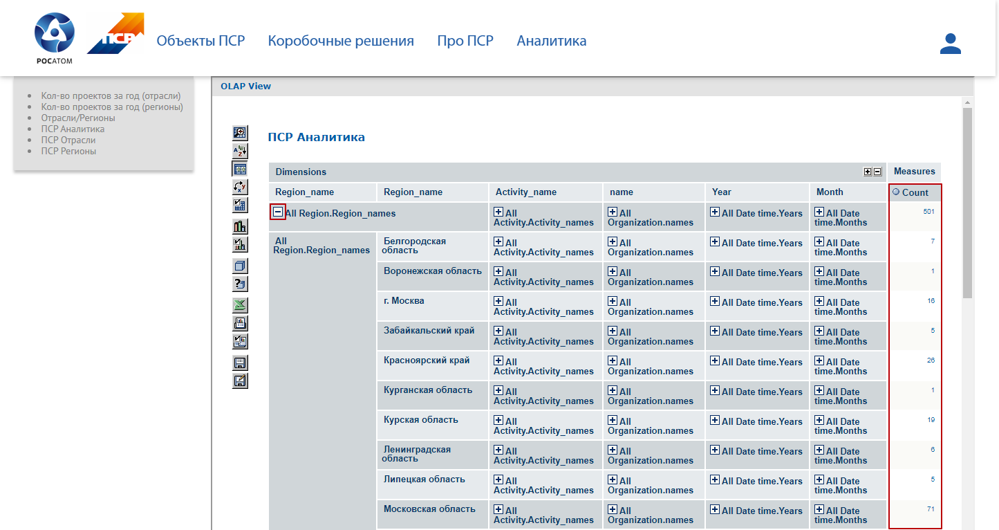 РОСАТОМ
ПСР
Объекты ПСР Коробочные решения Про ПСР Аналитика
Кол-во проектов за год (отрасли)
Кол-во проектов за год (регионы)
Отрасли/Регионы
ПСР Аналитика
ПСР Отрасли
ПСР Регионы
OLAP View
ПСР Аналитика
Dimensions Measures
Region_name Region_name Activity_name name Year Month Count
All Region.Region_names All All All Date time.Years All Date 501
Activity.Activity_names Organization.names time.Months
All Белгородская All All All Date time.Years All Date 7
Region.Region_names область Activity.Activity_names Organization.names time.Months
Воронежская область All All All Date time.Years All Date 1
Activity.Activity_names Organization.names time.Months
г. Москва All All All Date time.Years All Date 16
Activity.Activity_names Organization.names time.Months
Забайкальский край All All All Date time.Years All Date 5
Activity.Activity_names Organization.names time.Months
Красноярский край All All All Date time.Years All Date 26
Activity.Activity_names Organization.names time.Months
Курганская область All All All Date time.Years All Date 1
Activity.Activity_names Organization.names time.Months
Курская область All All All Date time.Years All Date 19
Activity.Activity_names Organization.names time.Months
Ленинградская All All All Date time.Years All Date 6
область Activity.Activity_names Organization.names time.Months
Липецкая область All All All Date time.Years All Date 5
Activity.Activity_names Organization.names time.Months
Московская область All All All Date time.Years All Date 71
Activity.Activity_names Organization.names time.Months